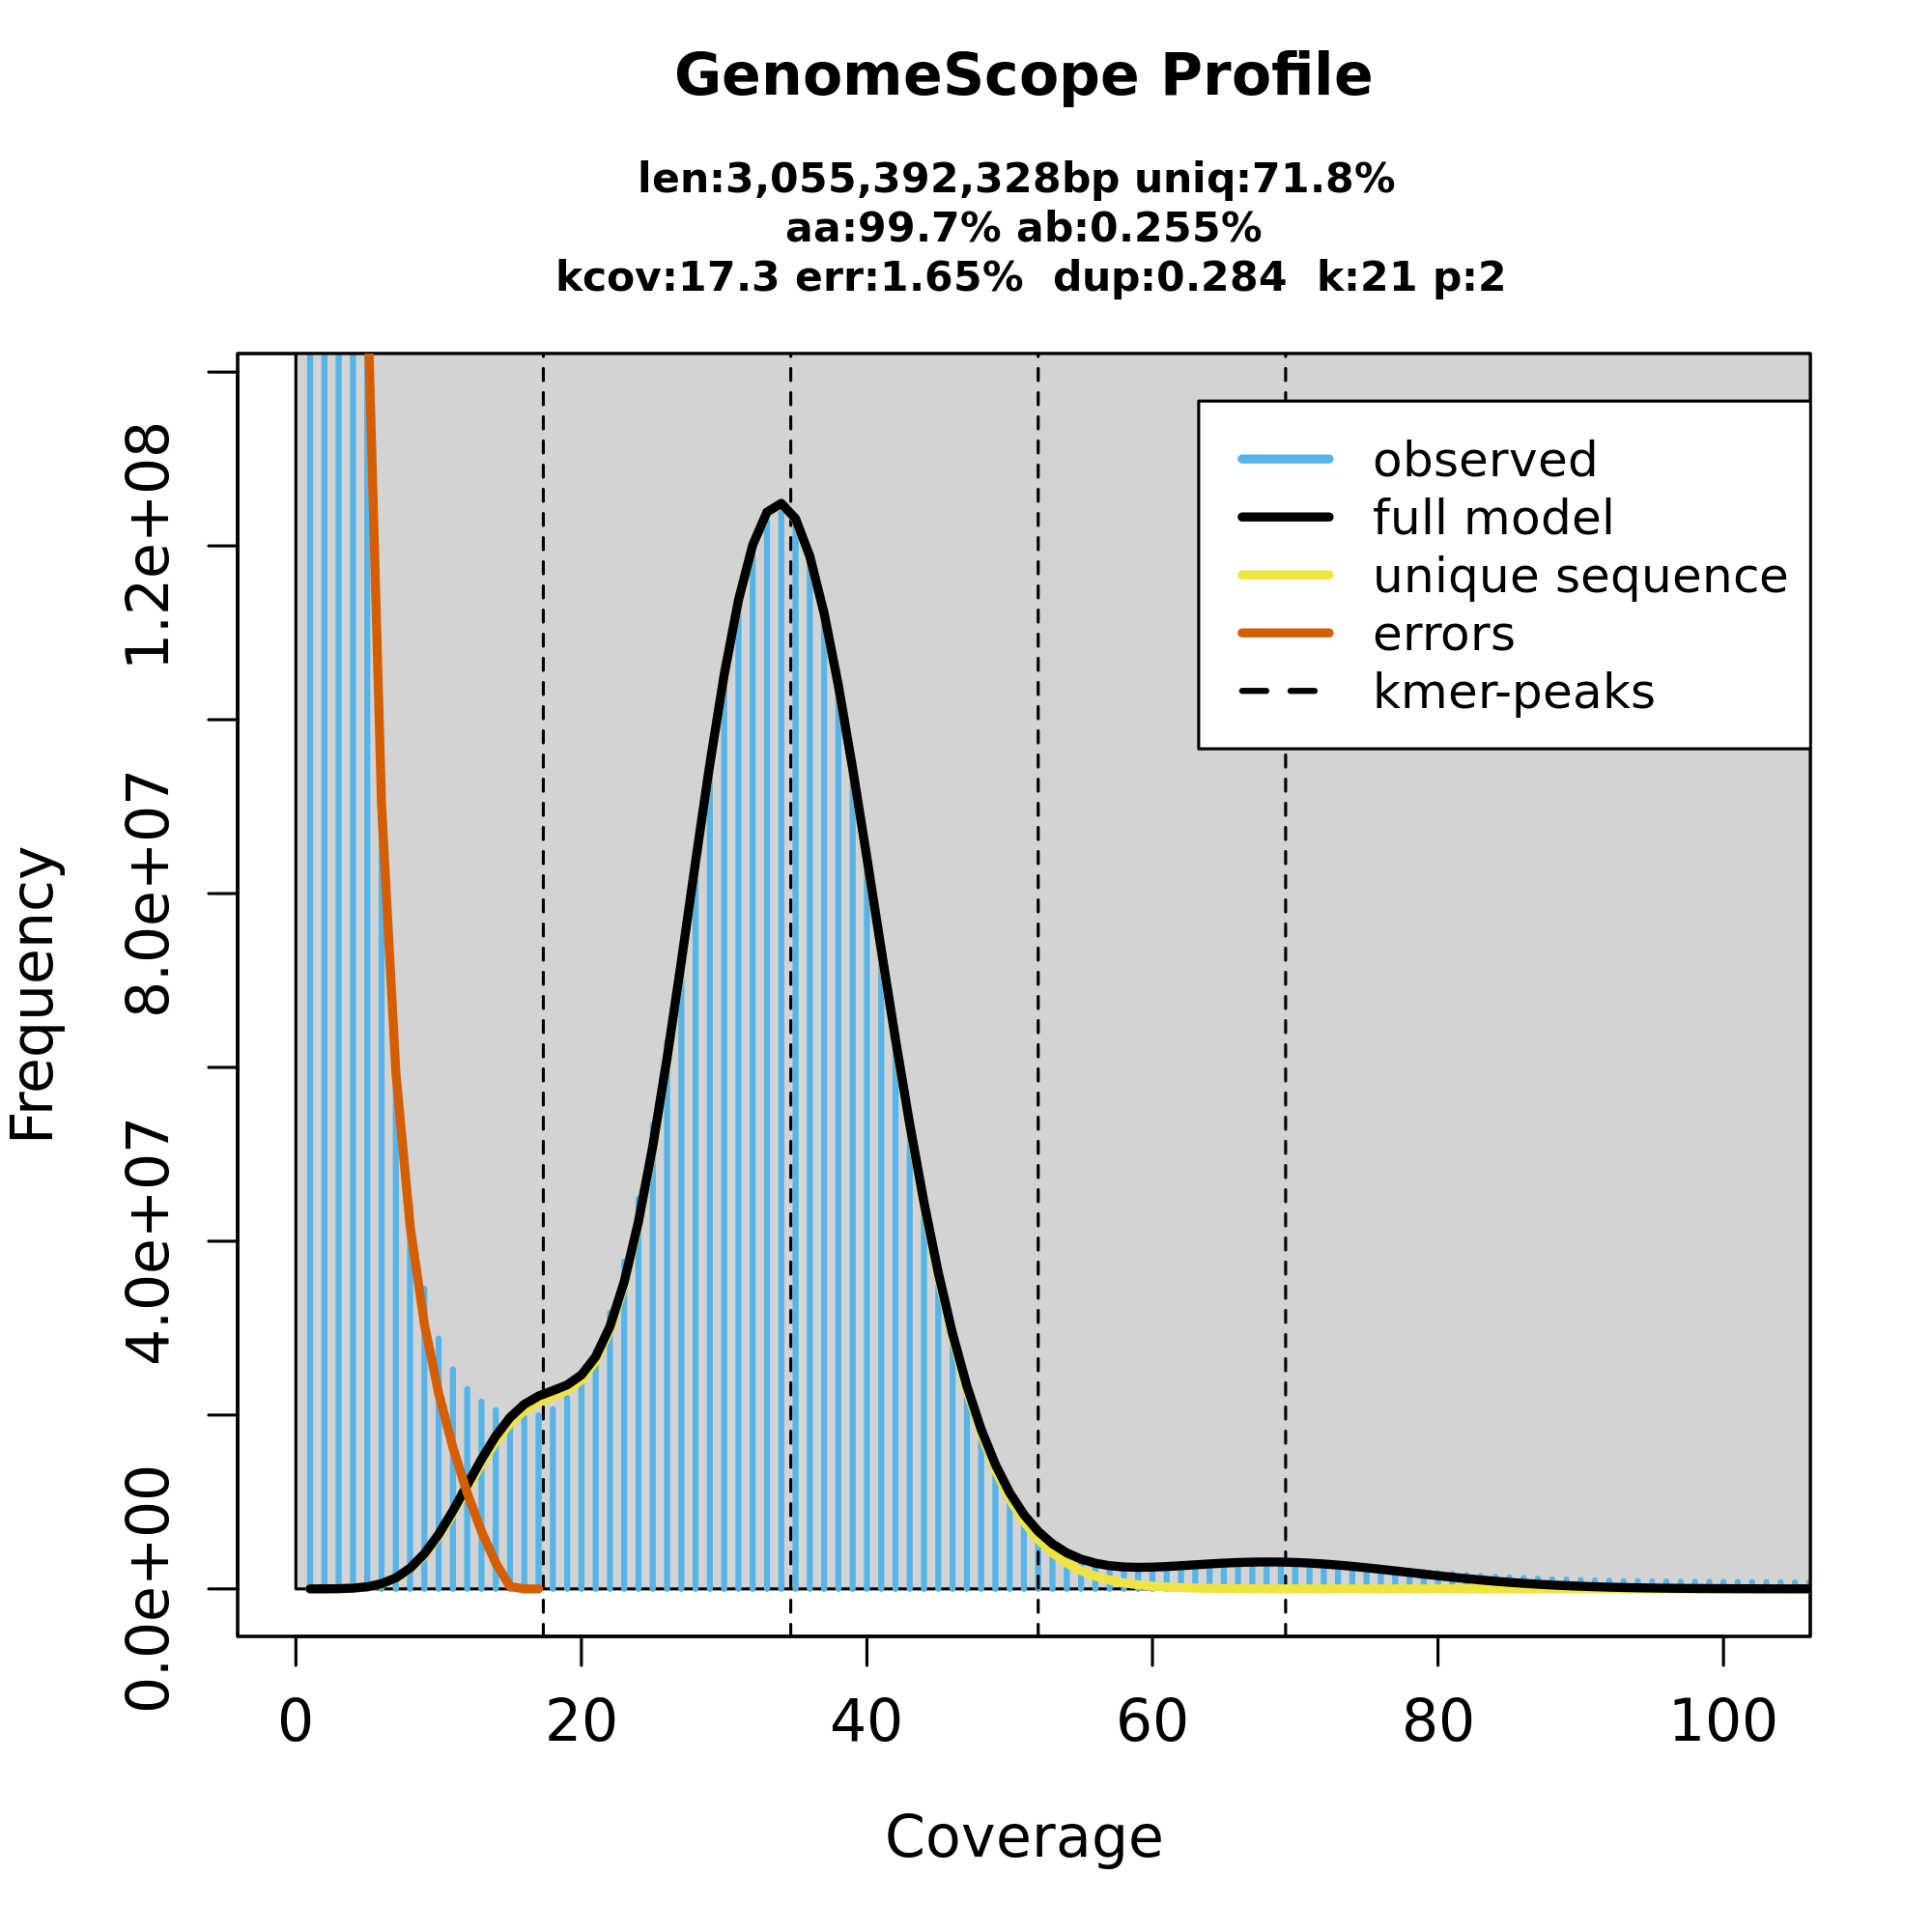 GenomeScope Profile
len:3,055,392,328bp uniq:71.8%
aa:99.7% ab:0.255%
kcov:17.3 err:1.65% dup:0.284 k:21 p:2
observed
full model
unique sequence
errors
kmer-peaks
Frequency
1.2e+08
8.0e+07
4.0e+07
0.0e+00
0 20 40 60 80 100
Coverage